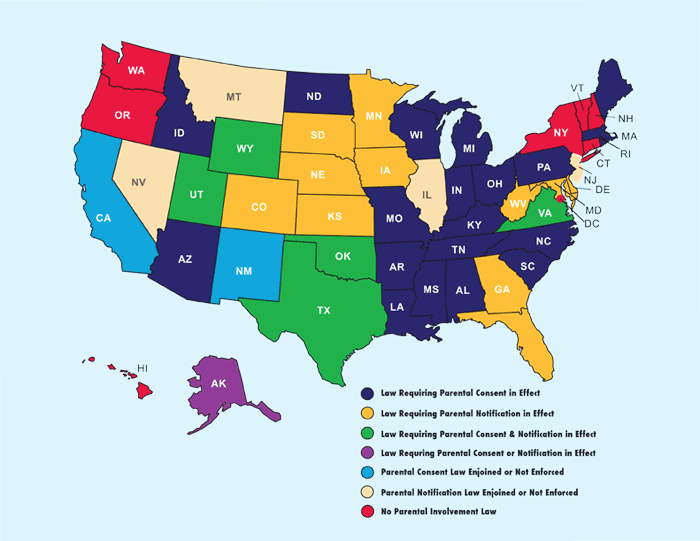 WA
OR
CA
NV
ID
MT
WY
UT
AZ
CO
NM
ND
SD
NE
KS
OK
TX
MN
IA
MO
AR
LA
WI
IL
MI
IN
OH
KY
TN
MS
AL
GA
SC
NC
VA
WV
PA
NY
VT
NH
MA
RI
CT
NJ
DE
MD
DC
HI
AK
Law Requiring Parental Consent in Effect
Law Requiring Parental Notification in Effect
Law Requiring Parental Consent & Notification in Effect
Law Requring Parental Consent or Notification in Effect
Parental Consent Law Enjoined or Not Enforced
Parental Notification Law Enjoined or Not Enforced
No Parental Involvement Law